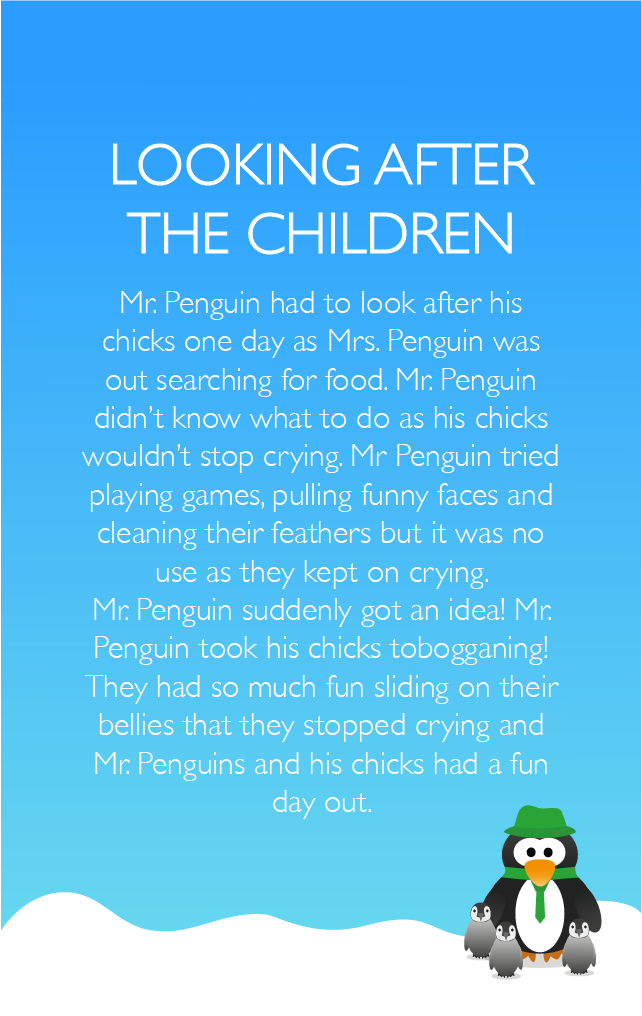 LOOKING AFTER
THE CHILDREN
Mr. Penguin had to look after his
chicks one day as Mrs. Penguin was
out searching for food. Mr. Penguin
didn’t know what to do as his chicks
wouldn’t stop crying. Mr Penguin tried
playing games, pulling funny faces and
cleaning their feathers but it was no
use as they kept on crying.
Mr. Penguin suddenly got an idea! Mr.
Penguin took his chicks tobogganing!
They had so much fun sliding on their
bellies that they stopped crying and
Mr. Penguins and his chicks had a fun
day out.